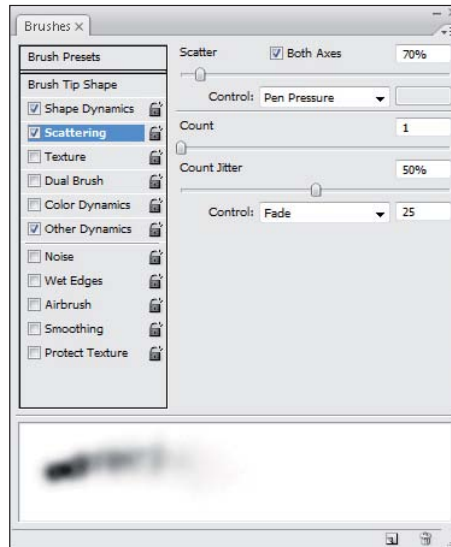 Brushes ×
Brush Presets
Brush Tip Shape
Shape Dynamics
Scattering
Texture
Dual Brush
Color Dynamics
Other Dynamics
Noise
Wet Edges
Airbrush
Smoothing
Protect Texture
Scatter Both Axes 70%
Control: Pen Pressure
Count 1
Count Jitter 50%
Control: Fade 25